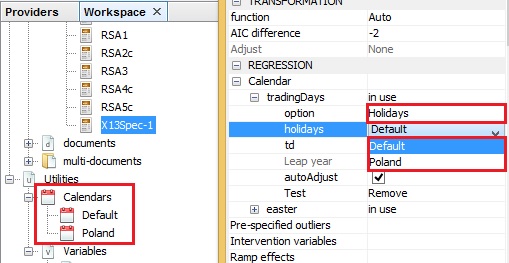 Providers Workspace ×
RSA1
RSA2c
RSA3
RSA4c
RSA5c
X13Spec-1
documents
multi-documents
Utilities
Calendars
Default
Poland
Variables
TRANSFORMATION
function Auto
AIC difference -2
Adjust None
REGRESSION
Calendar
tradingDays in use
option Holidays
holidays Default
td Default
Leap year Poland
autoAdjust
Test Remove
easter in use
Pre-specified outliers
Intervention variables
Ramp effects